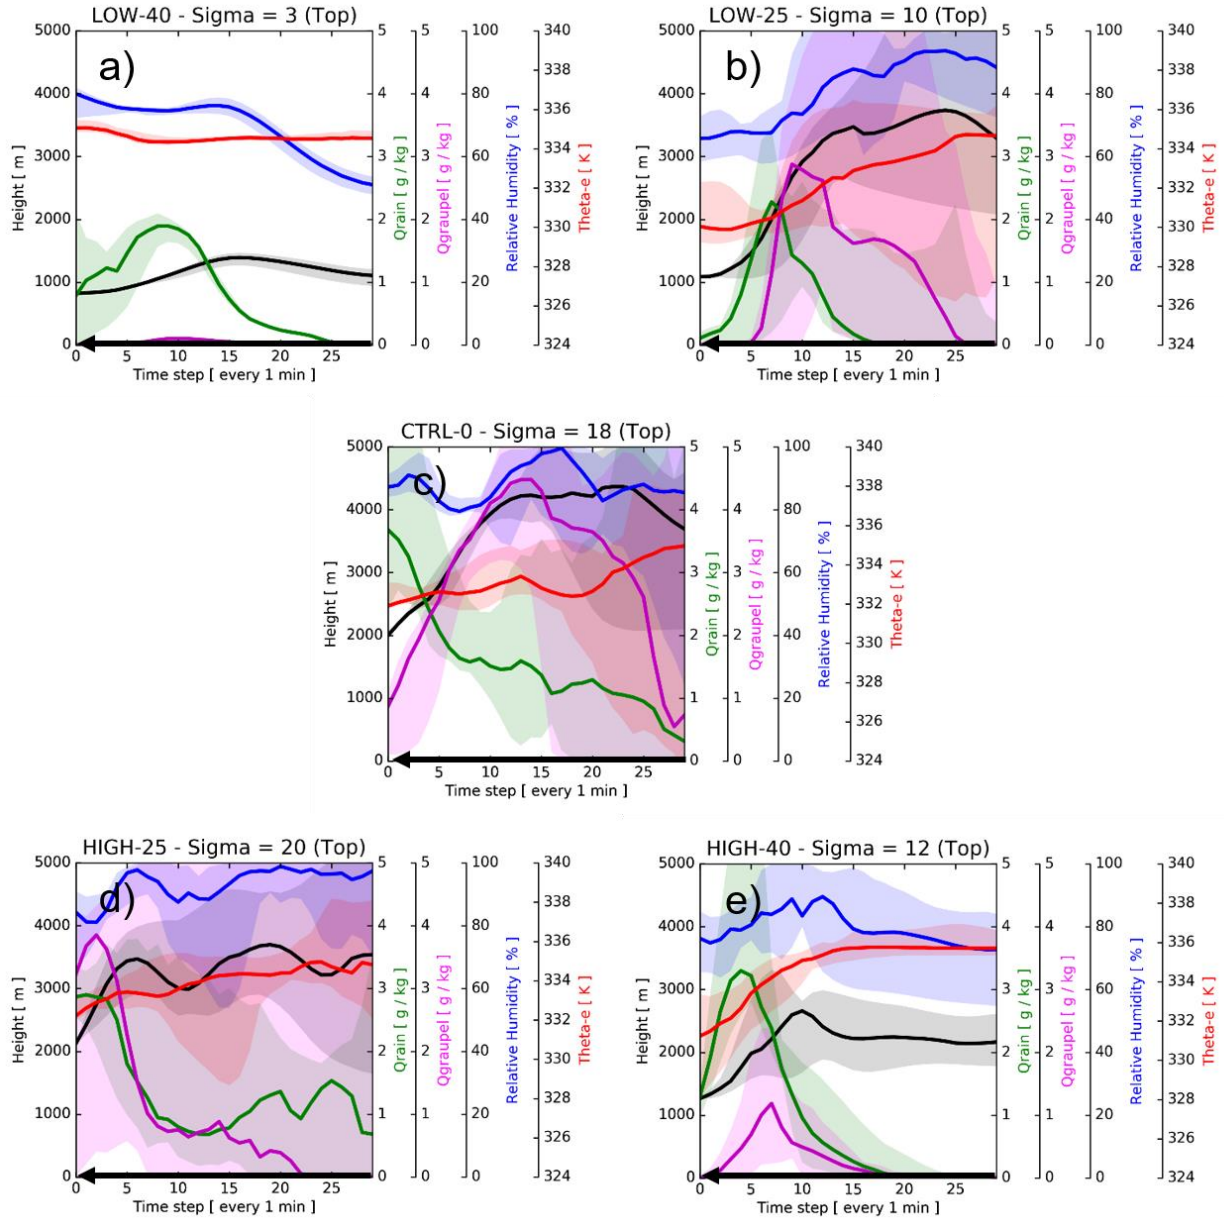 LOW-40 - Sigma = 3 (Top)
a)
5000 4000 3000 2000 1000 0
Height [ m ]
0 5 10 15 20 25
Time step [ every 1 min ]
5 4 3 2 1 0
Qrain [ g / kg ]
5 4 3 2 1 0
Qgraupel [ g / kg ]
100 80 60 40 20 0
Relative Humidity [ % ]
340 338 336 334 332 330 328 326 324
Theta-e [ K ]
LOW-25 - Sigma = 10 (Top)
b)
5000 4000 3000 2000 1000 0
Height [ m ]
0 5 10 15 20 25
Time step [ every 1 min ]
5 4 3 2 1 0
Qrain [ g / kg ]
5 4 3 2 1 0
Qgraupel [ g / kg ]
100 80 60 40 20 0
Relative Humidity [ % ]
340 338 336 334 332 330 328 326 324
Theta-e [ K ]
CTRL-0 - Sigma = 18 (Top)
c)
5000 4000 3000 2000 1000 0
Height [ m ]
0 5 10 15 20 25
Time step [ every 1 min ]
5 4 3 2 1 0
Qrain [ g / kg ]
5 4 3 2 1 0
Qgraupel [ g / kg ]
100 80 60 40 20 0
Relative Humidity [ % ]
340 338 336 334 332 330 328 326 324
Theta-e [ K ]
HIGH-25 - Sigma = 20 (Top)
d)
5000 4000 3000 2000 1000 0
Height [ m ]
0 5 10 15 20 25
Time step [ every 1 min ]
5 4 3 2 1 0
Qrain [ g / kg ]
5 4 3 2 1 0
Qgraupel [ g / kg ]
100 80 60 40 20 0
Relative Humidity [ % ]
340 338 336 334 332 330 328 326 324
Theta-e [ K ]
HIGH-40 - Sigma = 12 (Top)
e)
5000 4000 3000 2000 1000 0
Height [ m ]
0 5 10 15 20 25
Time step [ every 1 min ]
5 4 3 2 1 0
Qrain [ g / kg ]
5 4 3 2 1 0
Qgraupel [ g / kg ]
100 80 60 40 20 0
Relative Humidity [ % ]
340 338 336 334 332 330 328 326 324
Theta-e [ K ]